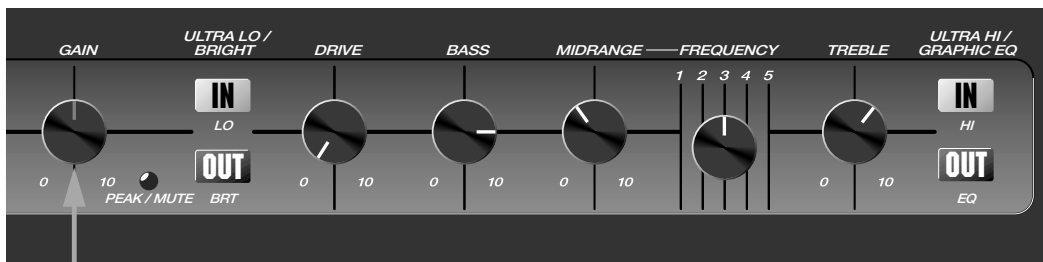 GAIN
ULTRA LO /
BRIGHT
DRIVE
BASS
MIDRANGE
FREQUENCY
TREBLE
ULTRA HI /
GRAPHIC EQ
1 2 3 4 5
IN
LO
IN
HI
OUT
BRT
OUT
EQ
0 10
PEAK / MUTE
0 10
0 10
0 10
0 10